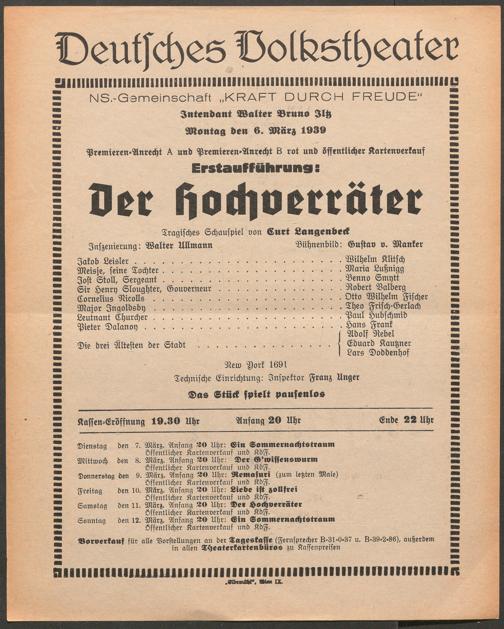 Deutsches Volkstheater
NS.-Gemeinschaft „KRAFT DURCH FREUDE“
Intendant Walter Bruno Iltz
Montag den 6. März 1939
Premieren-Anrecht A und Premieren-Anrecht B rot und öffentlicher Kartenverkauf
Erstaufführung:
Der Hochverräter
Tragisches Schauspiel von Curt Langenbeck
Inszenierung: Walter Ullmann Bühnenbild: Gustav v. Manker
Jakob Leisler . . . . . Wilhelm Klitsch
Meisje, seine Tochter . . . . . Maria Lußnigg
Jost Stoll, Sergeant . . . . . Benno Smytt
Sir Henry Sloughter, Gouverneur . . . . . Robert Valberg
Cornelius Nicolls . . . . . Otto Wilhelm Fischer
Major Ingoldsby . . . . . Theo Frisch-Gerlach
Leutnant Churcher . . . . . Paul Hubschmid
Pieter Dalanoy . . . . . Hans Frank
Die drei Ältesten der Stadt . . . . . Adolf Rebel
Eduard Kautzner
Lars Doddenhof
New York 1691
Technische Einrichtung: Inspektor Franz Unger
Das Stück spielt pausenlos
Kassen-Eröffnung 19.30 Uhr Anfang 20 Uhr Ende 22 Uhr
Dienstag den 7. März. Anfang 20 Uhr: Ein Sommernachtstraum
Öffentlicher Kartenverkauf und KdF.
Mittwoch den 8. März. Anfang 20 Uhr: Der G'wissenswurm
Öffentlicher Kartenverkauf und KdF.
Donnerstag den 9. März. Anfang 20 Uhr: Remasuri (zum letzten Male)
Öffentlicher Kartenverkauf und KdF.
Freitag den 10. März. Anfang 20 Uhr: Liebe ist zollfrei
Öffentlicher Kartenverkauf und KdF.
Samstag den 11. März. Anfang 20 Uhr: Der Hochverräter
Öffentlicher Kartenverkauf und KdF.
Sonntag den 12. März. Anfang 20 Uhr: Ein Sommernachtstraum
Öffentlicher Kartenverkauf und KdF.
Vorverkauf für alle Vorstellungen an der Tageskasse (Fernsprecher B-31-0-37 u. B-39-2-86), außerdem
in allen Theaterkartenbüros zu Kassenpreisen
„Elbemühl“, Wien IX.